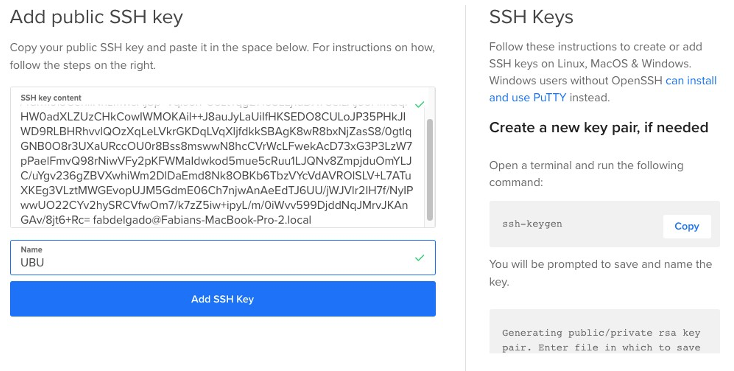 Add public SSH key
Copy your public SSH key and paste it in the space below. For instructions on how,
follow the steps on the right.
SSH key content
HW0adXLZUzCHkCowIWMOKAil++J8auJyLaUiIfHKSEDO8CULoJP35PHkJl
WD9RLBHRhvvlQOzXqLeLVkrGKDqLVqXljfdkkSBAgK8wR8bxNjZasS8/0gtlq
GNB0O8r3UXaURccOU0r8Bss8mswwN8hcCVrWcLFwekAcD73xG3P3LzW7
pPaelFmvQ98rNiwVFy2pKFWMaldwkod5mue5cRuu1LJQNv8ZmpjduOmYLJ
C/uYgv236gZBVXwhiWm2DlDaEmd8Nk8OBKb6TbzVYcVdAVROISLV+L7ATu
XKEg3VLztMWGEvopUJM5GdmE06Ch7njwAnAeEdTJ6UU/jWJVIr2lH7f/NylP
wwUO22CYv2hySRCVfwOm7/k7zZ5iw+ipyL/m/0iWvv599DjddNqJMrvJKAn
GAv/8jt6+Rc= fabdelgado@Fabians-MacBook-Pro-2.local
Name
UBU
Add SSH Key
SSH Keys
Follow these instructions to create or add
SSH keys on Linux, MacOS & Windows.
Windows users without OpenSSH can install
and use PuTTY instead.
Create a new key pair, if needed
Open a terminal and run the following
command:
ssh-keygen
Copy
You will be prompted to save and name the
key.
Generating public/private rsa key
pair. Enter file in which to save